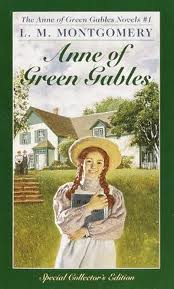 The Anne of Green Gables Novels #1
L. M. MONTGOMERY
Anne of
Green Gables
Special Collector's Edition